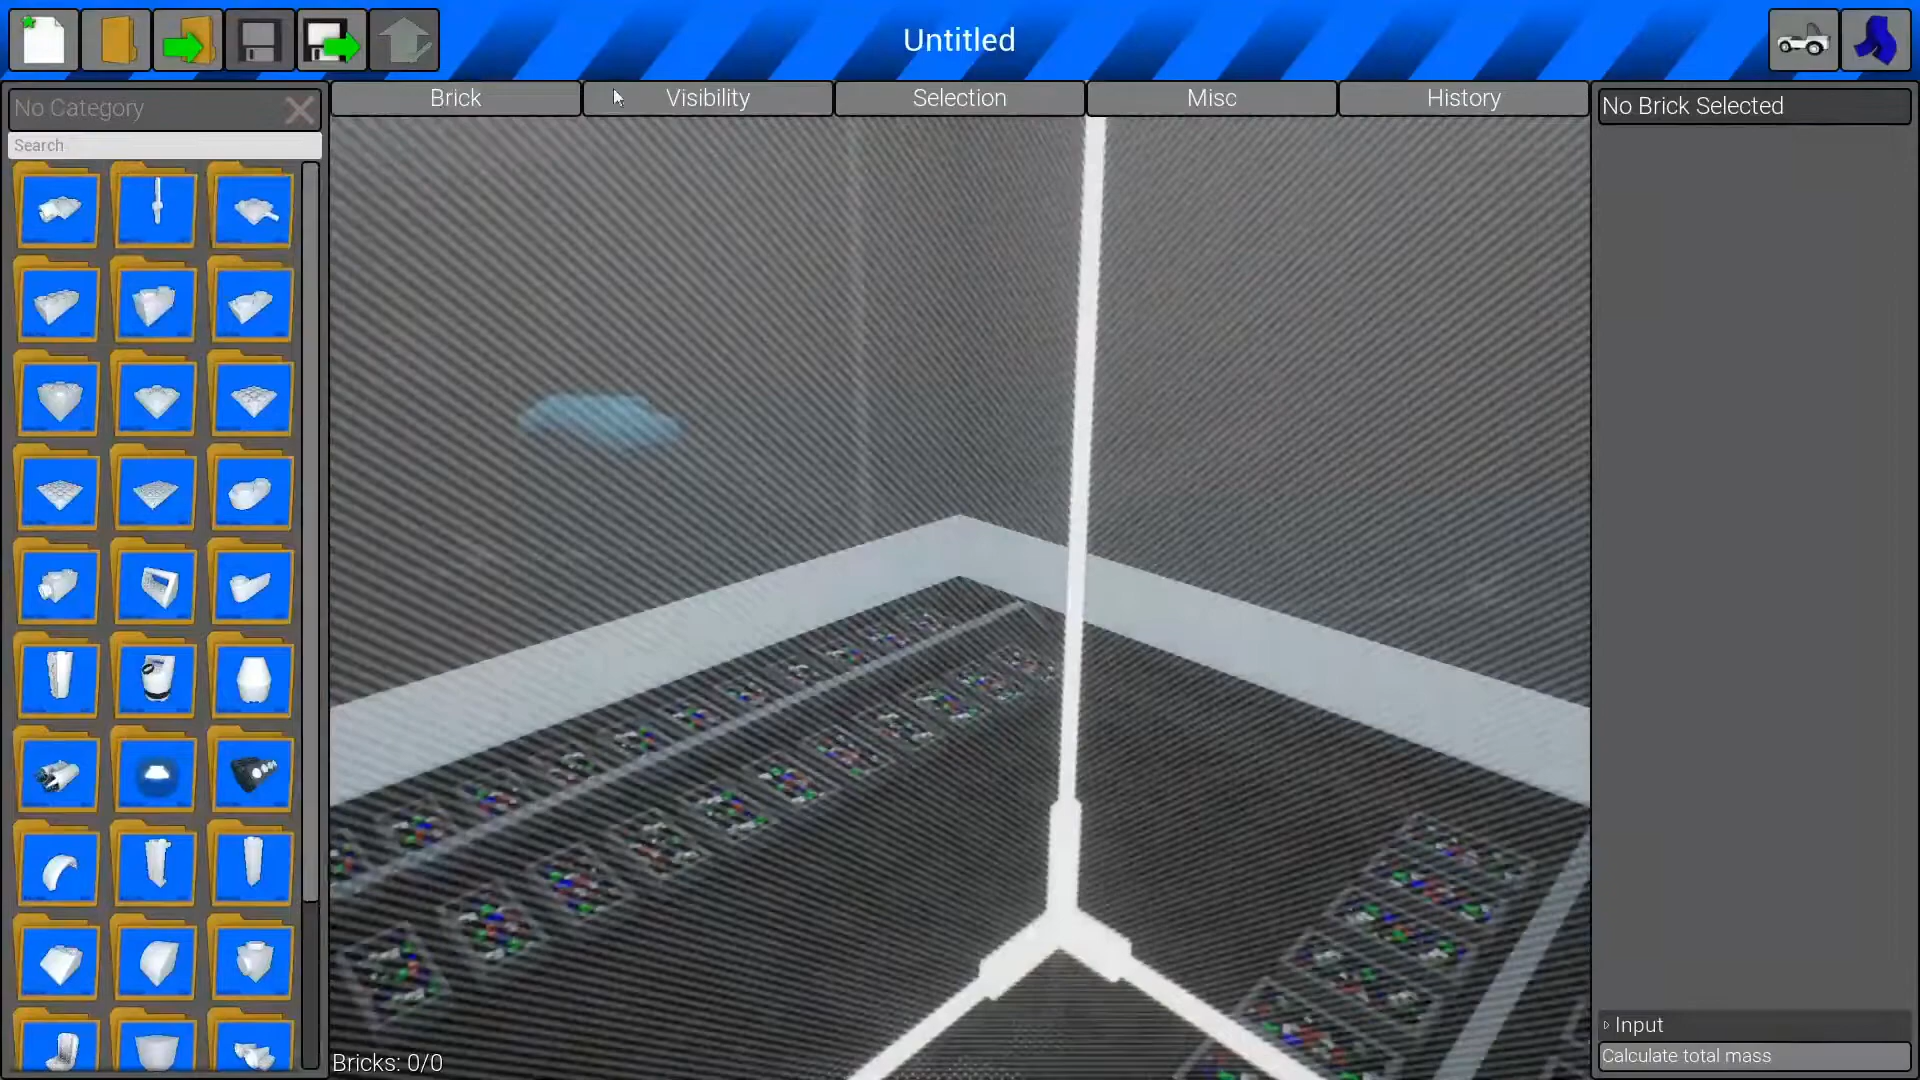 Untitled
No Category
Search
Brick
Visibility
Selection
Misc
History
No Brick Selected
Bricks: 0/0
Input
Calculate total mass